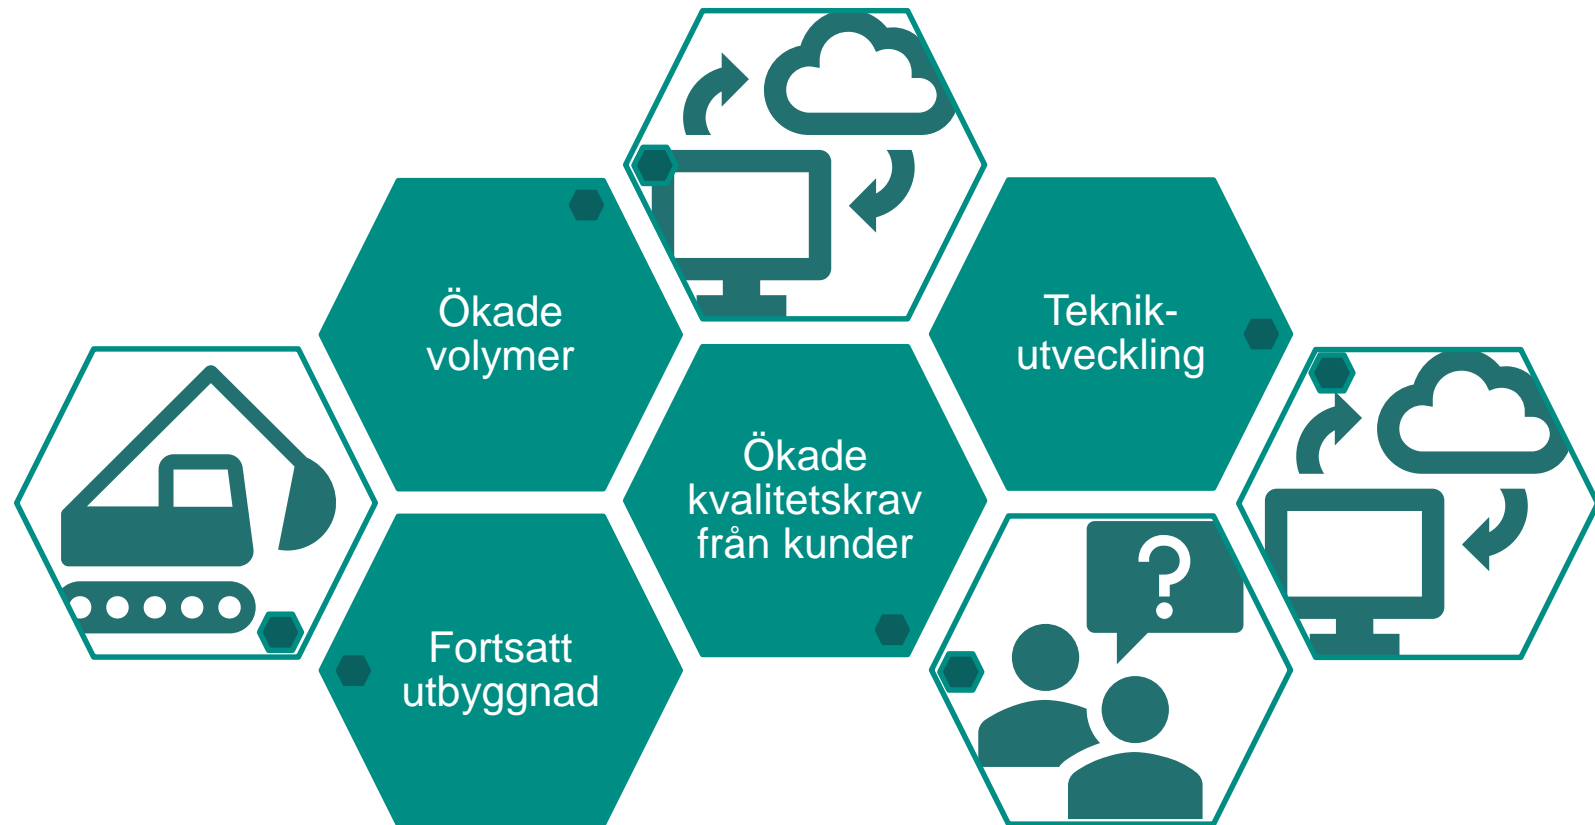 Ökade
volymer
Teknik-
utveckling
Ökade
kvalitetskrav
från kunder
Fortsatt
utbyggnad
?